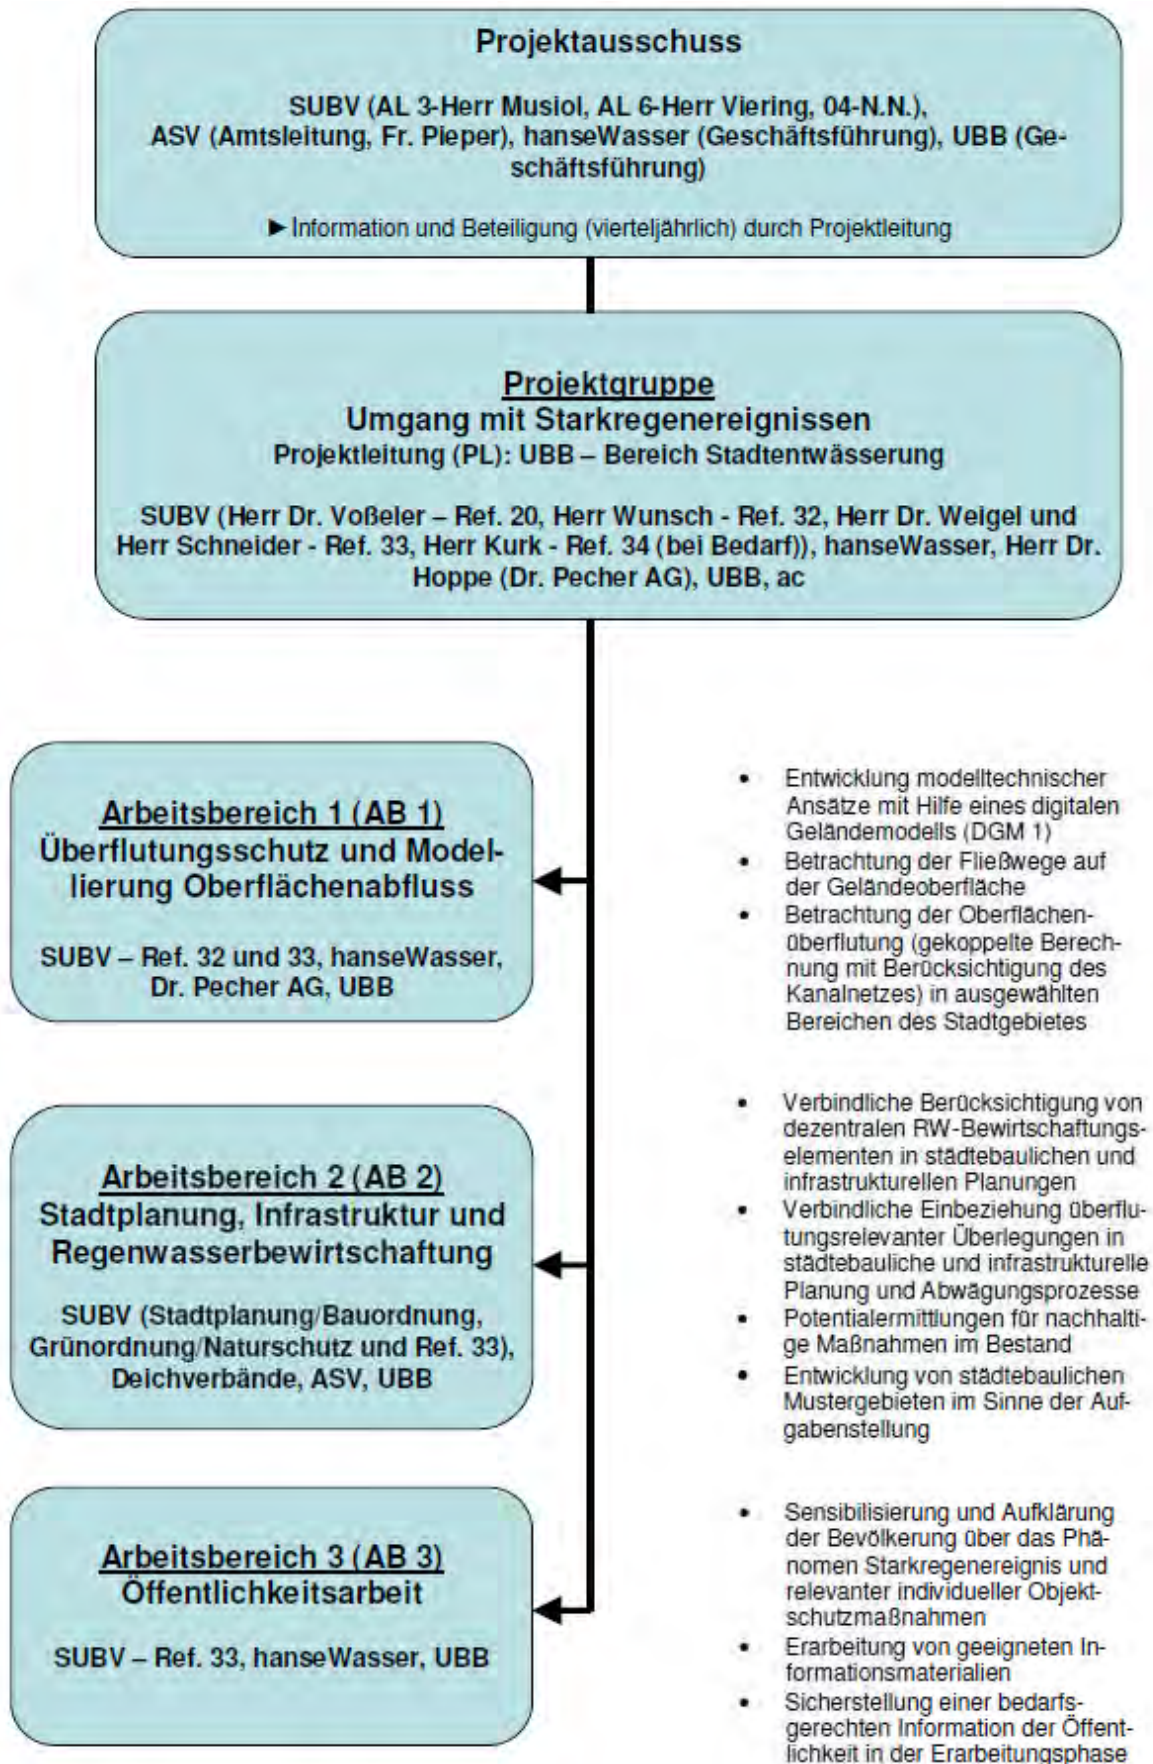 Projektausschuss
SUBV (AL 3-Herr Musiol, AL 6-Herr Viering, 04-N.N.),
ASV (Amtsleitung, Fr. Pieper), hanseWasser (Geschäftsführung), UBB (Ge-
schäftsführung)
►Information und Beteiligung (vierteljährlich) durch Projektleitung
Projektgruppe
Umgang mit Starkregenereignissen
Projektleitung (PL): UBB – Bereich Stadtentwässerung
SUBV (Herr Dr. Voßeler – Ref. 20, Herr Wunsch - Ref. 32, Herr Dr. Weigel und
Herr Schneider - Ref. 33, Herr Kurk - Ref. 34 (bei Bedarf)), hanseWasser, Herr Dr.
Hoppe (Dr. Pecher AG), UBB, ac
Arbeitsbereich 1 (AB 1)
Überflutungsschutz und Model-
lierung Oberflächenabfluss
SUBV – Ref. 32 und 33, hanseWasser,
Dr. Pecher AG, UBB
• Entwicklung modelltechnischer
Ansätze mit Hilfe eines digitalen
Geländemodells (DGM 1)
• Betrachtung der Fließwege auf
der Geländeoberfläche
• Betrachtung der Oberflächen-
überflutung (gekoppelte Berech-
nung mit Berücksichtigung des
Kanalnetzes) in ausgewählten
Bereichen des Stadtgebietes
Arbeitsbereich 2 (AB 2)
Stadtplanung, Infrastruktur und
Regenwasserbewirtschaftung
SUBV (Stadtplanung/Bauordnung,
Grünordnung/Naturschutz und Ref. 33),
Deichverbände, ASV, UBB
• Verbindliche Berücksichtigung von
dezentralen RW-Bewirtschaftungs-
elementen in städtebaulichen und
infrastrukturellen Planungen
• Verbindliche Einbeziehung überflu-
tungsrelevanter Überlegungen in
städtebauliche und infrastrukturelle
Planung und Abwägungsprozesse
• Potentialermittlungen für nachhalti-
ge Maßnahmen im Bestand
• Entwicklung von städtebaulichen
Mustergebieten im Sinne der Auf-
gabenstellung
Arbeitsbereich 3 (AB 3)
Öffentlichkeitsarbeit
SUBV – Ref. 33, hanseWasser, UBB
• Sensibilisierung und Aufklärung
der Bevölkerung über das Phä-
nomen Starkregenereignis und
relevanter individueller Objekt-
schutzmaßnahmen
• Erarbeitung von geeigneten In-
formationsmaterialien
• Sicherstellung einer bedarfs-
gerechten Information der Öffent-
lichkeit in der Erarbeitungsphase